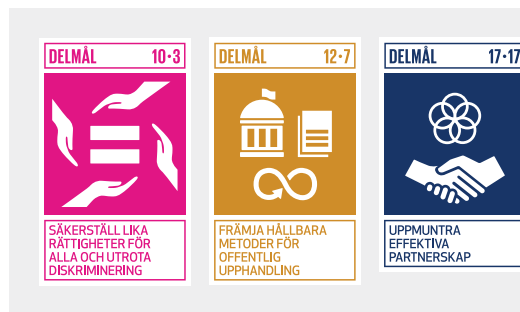 DELMÅL 10·3
SÄKERSTÄLL LIKA
RÄTTIGHETER FÖR
ALLA OCH UTROTA
DISKRIMINERING
DELMÅL 12·7
FRÄMJA HÅLLBARA
METODER FÖR
OFFENTLIG
UPPHANDLING
DELMÅL 17·17
UPPMUNTRA
EFFEKTIVA
PARTNERSKAP